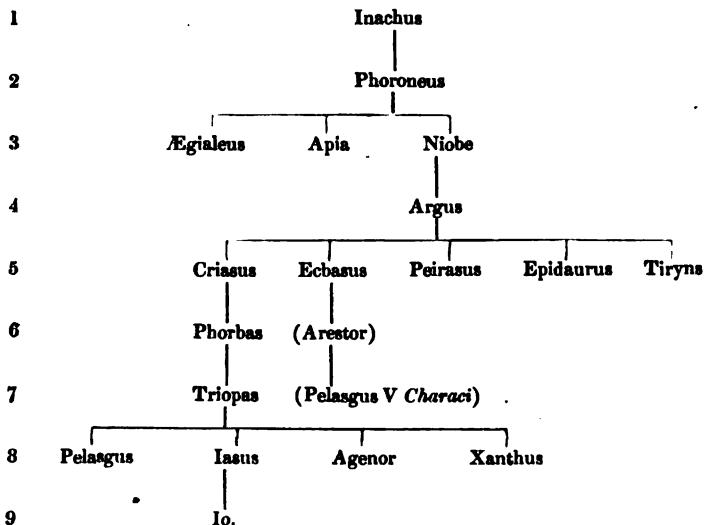 1 Inachus
2 Phoroneus
3 Ægialeus Apia Niobe
4 Argus
5 Criasus Ecbasus Peirasus Epidaurus Tiryns
6 Phorbas (Arestor)
7 Triopas (Pelasgus V Characi)
8 Pelasgus Iasus Agenor Xanthus
9 Io.